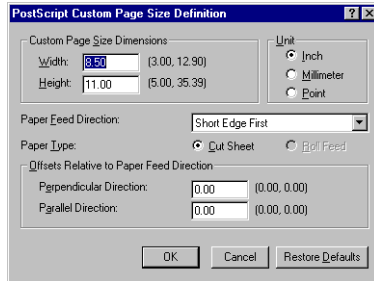 PostScript Custom Page Size Definition
Custom Page Size Dimensions
Width: 8.50 (3.00, 12.90)
Height: 11.00 (5.00, 35.39)
Unit
Inch
Millimeter
Point
Paper Feed Direction: Short Edge First
Paper Type: Cut Sheet Roll Feed
Offsets Relative to Paper Feed Direction
Perpendicular Direction: 0.00 (0.00, 0.00)
Parallel Direction: 0.00 (0.00, 0.00)
OK Cancel Restore Defaults